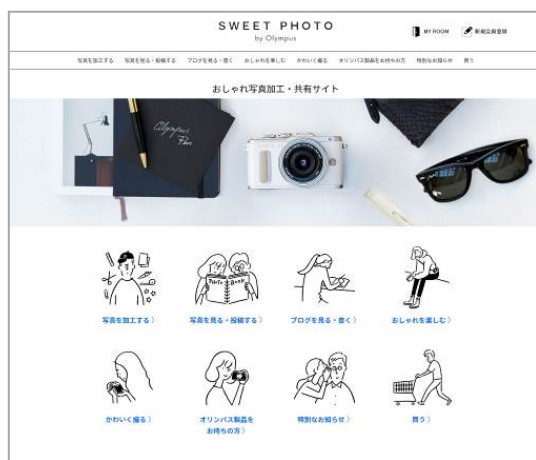 SWEET PHOTO
by Olympus
MY ROOM 新規会員登録
写真を加工する 写真を見る・投稿する ブログを見る・書く おしゃれを楽しむ かわいく撮る オリンパス製品をお持ちの方 特別なお知らせ 買う
おしゃれ写真加工・共有サイト
Olympus
Pen
PHOTO BOOK
写真を加工する 〉 写真を見る・投稿する 〉 ブログを見る・書く 〉 おしゃれを楽しむ 〉
かわいく撮る 〉 オリンパス製品を 特別なお知らせ 〉 買う 〉
お持ちの方 〉